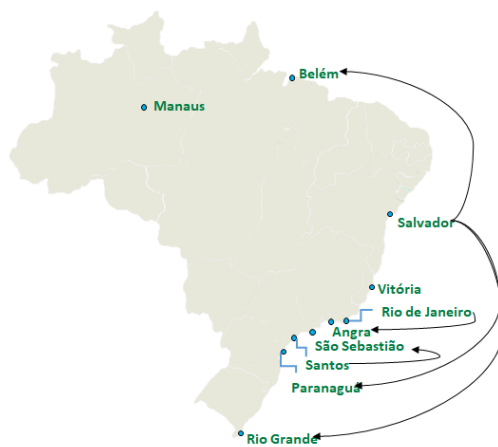 Belém
Manaus
Salvador
Vitória
Rio de Janeiro
Angra
São Sebastião
Santos
Paranagua
Rio Grande